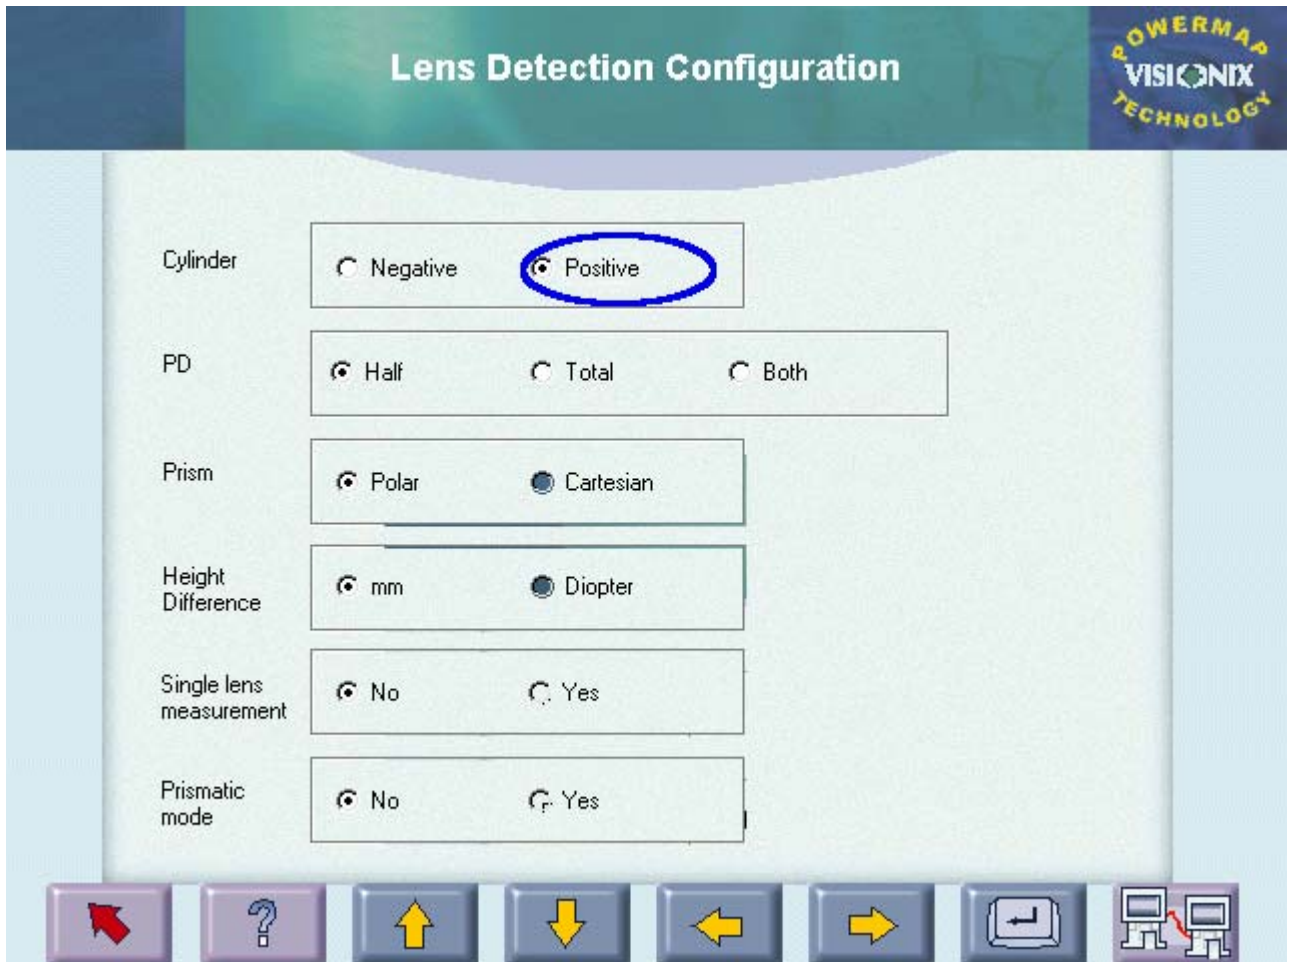 Lens Detection Configuration
POWERMAP
VISIONIX
TECHNOLOGY
Cylinder
Negative
Positive
PD
Half
Total
Both
Prism
Polar
Cartesian
Height
Difference
mm
Diopter
Single lens
measurement
No
Yes
Prismatic
mode
No
Yes
?